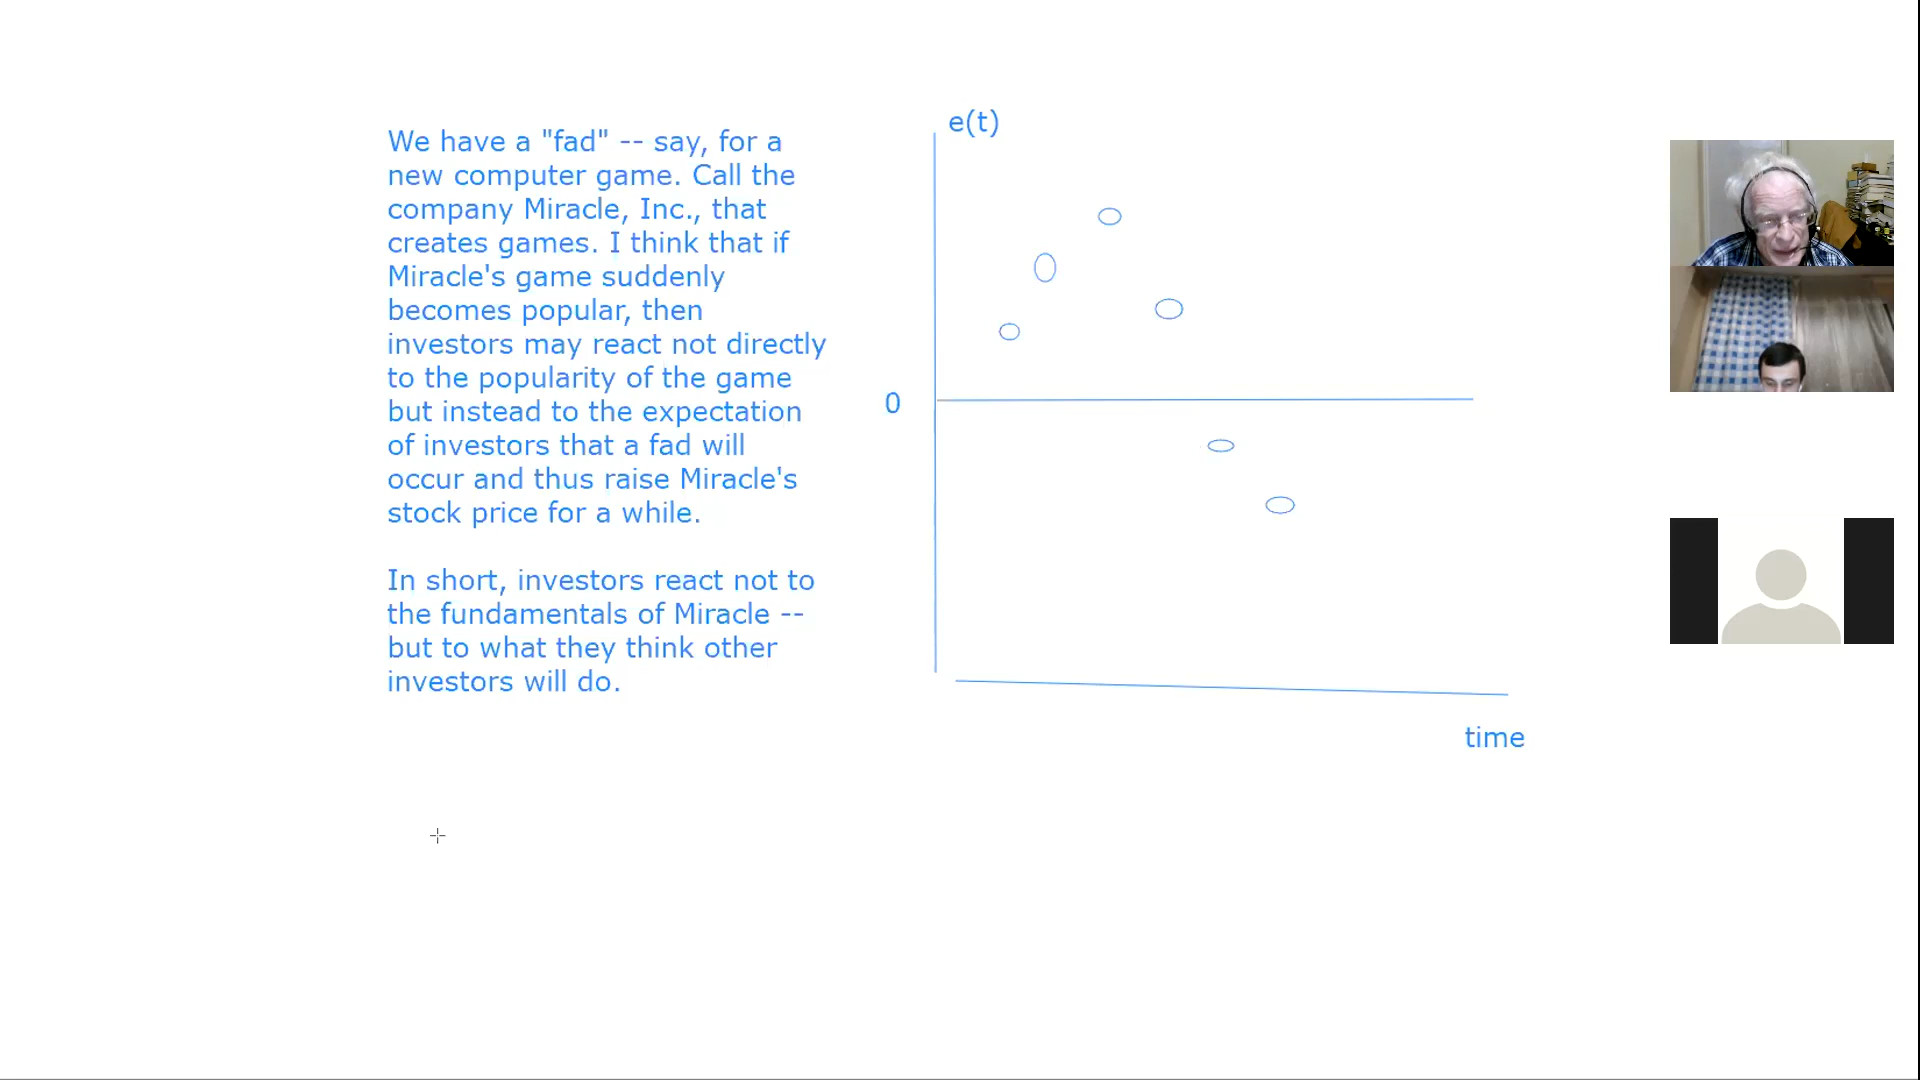 We have a "fad" -- say, for a
new computer game. Call the
company Miracle, Inc., that
creates games. I think that if
Miracle's game suddenly
becomes popular, then
investors may react not directly
to the popularity of the game
but instead to the expectation
of investors that a fad will
occur and thus raise Miracle's
stock price for a while.
In short, investors react not to
the fundamentals of Miracle --
but to what they think other
investors will do.
e(t)
0
time